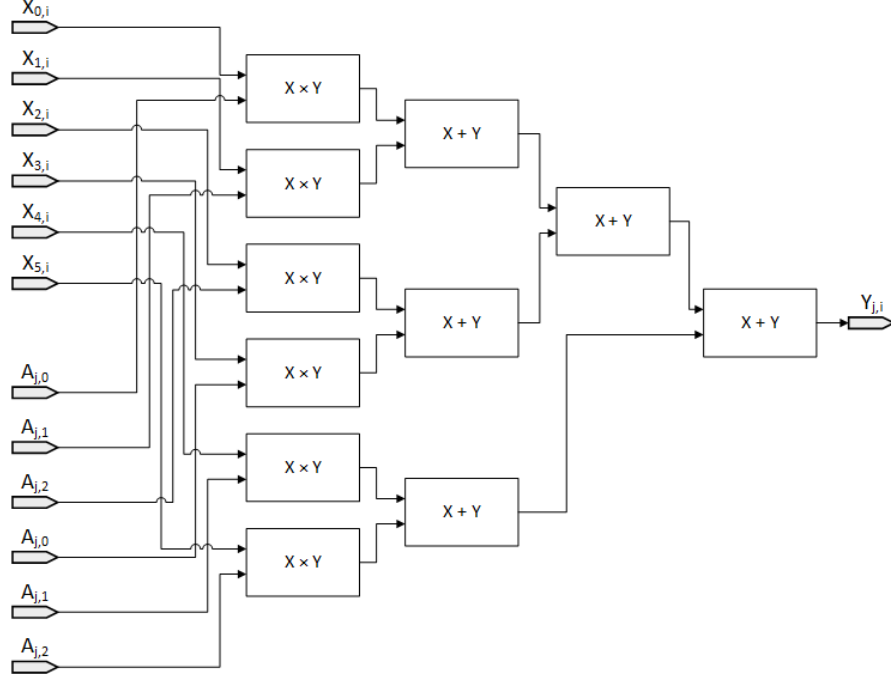 X0,i
X1,i
X2,i
X3,i
X4,i
X5,i
Aj,0
Aj,1
Aj,2
Aj,0
Aj,1
Aj,2
X × Y
X × Y
X × Y
X × Y
X × Y
X × Y
X + Y
X + Y
X + Y
X + Y
X + Y
Yj,i